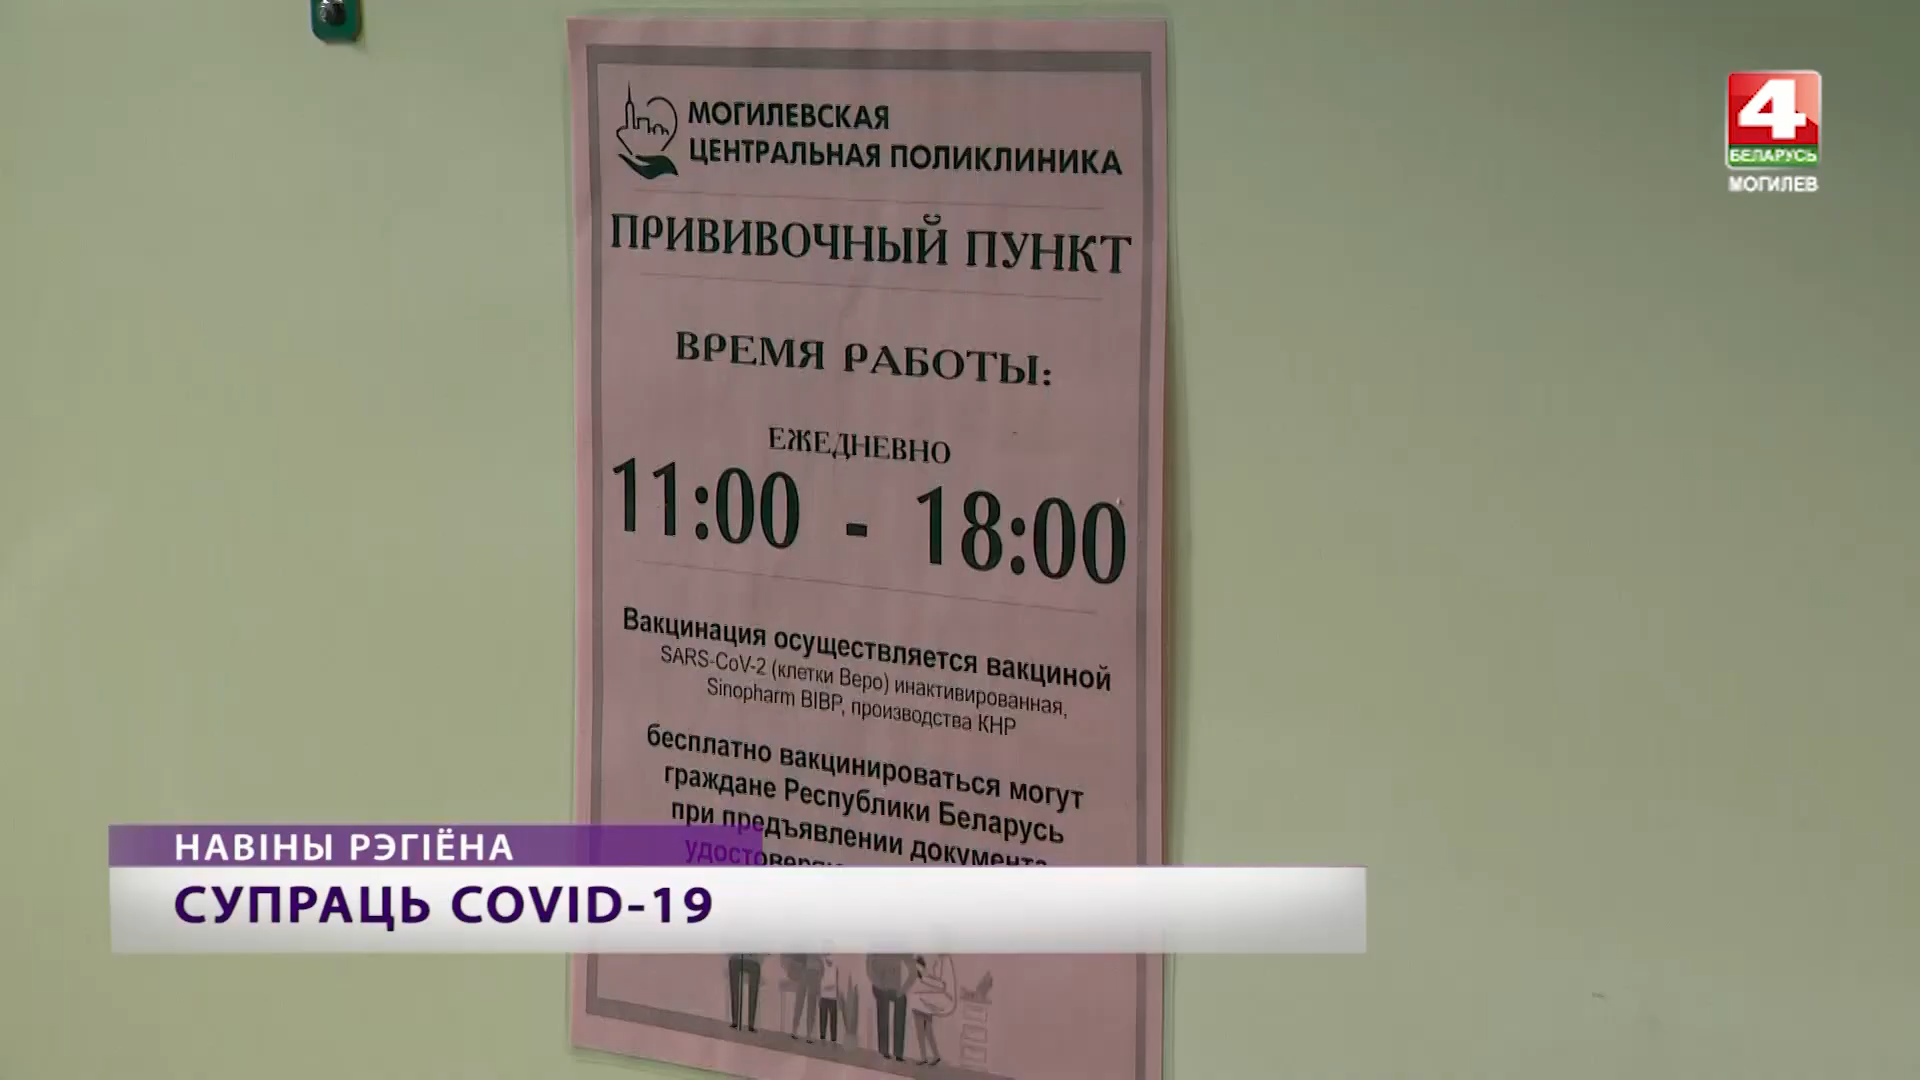 МОГИЛЕВСКАЯ
ЦЕНТРАЛЬНАЯ ПОЛИКЛИНИКА
ПРИВИВОЧНЫЙ ПУНКТ
ВРЕМЯ РАБОТЫ:
ЕЖЕДНЕВНО
11:00 - 18:00
Вакцинация осуществляется вакциной
SARS-CoV-2 (клетки Веро) инактивированная,
Sinopharm BIBP, производства КНР
бесплатно вакцинироваться могут
граждане Республики Беларусь
при предъявлении документа
4
БЕЛАРУСЬ
МОГИЛЕВ
НАВІНЫ РЭГІЁНА
СУПРАЦЬ COVID-19